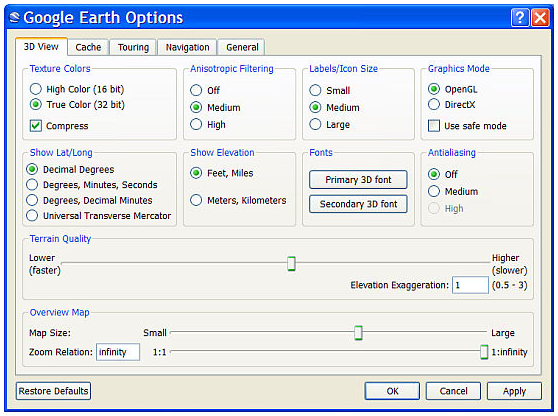 Google Earth Options
3D View Cache Touring Navigation General
Texture Colors
High Color (16 bit)
True Color (32 bit)
Compress
Anisotropic Filtering
Off
Medium
High
Labels/Icon Size
Small
Medium
Large
Graphics Mode
OpenGL
DirectX
Use safe mode
Show Lat/Long
Decimal Degrees
Degrees, Minutes, Seconds
Degrees, Decimal Minutes
Universal Transverse Mercator
Show Elevation
Feet, Miles
Meters, Kilometers
Fonts
Primary 3D font
Secondary 3D font
Antialiasing
Off
Medium
High
Terrain Quality
Lower
(faster)
Higher
(slower)
Elevation Exaggeration: 1 (0.5 - 3)
Overview Map
Map Size: Small Large
Zoom Relation: infinity 1:1 1:infinity
Restore Defaults OK Cancel Apply